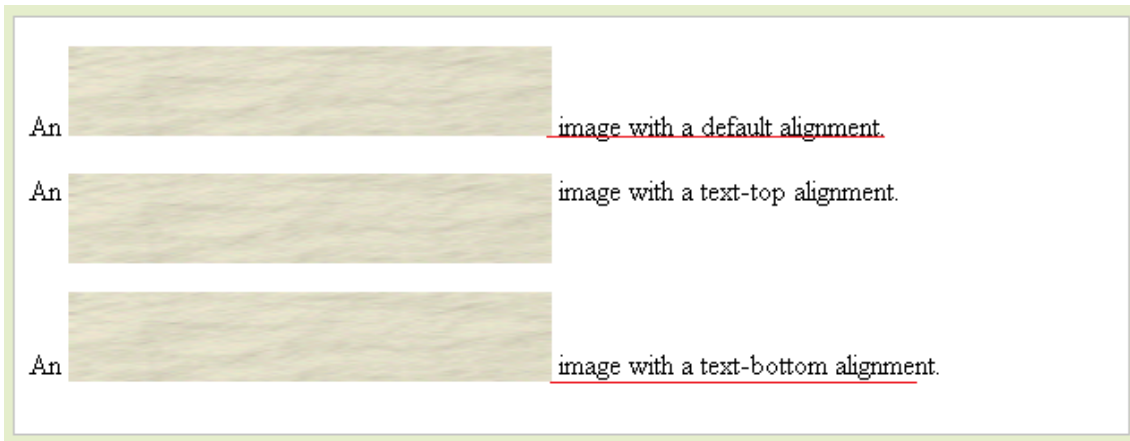 An image with a default alignment.
An image with a text-top alignment.
An image with a text-bottom alignment.